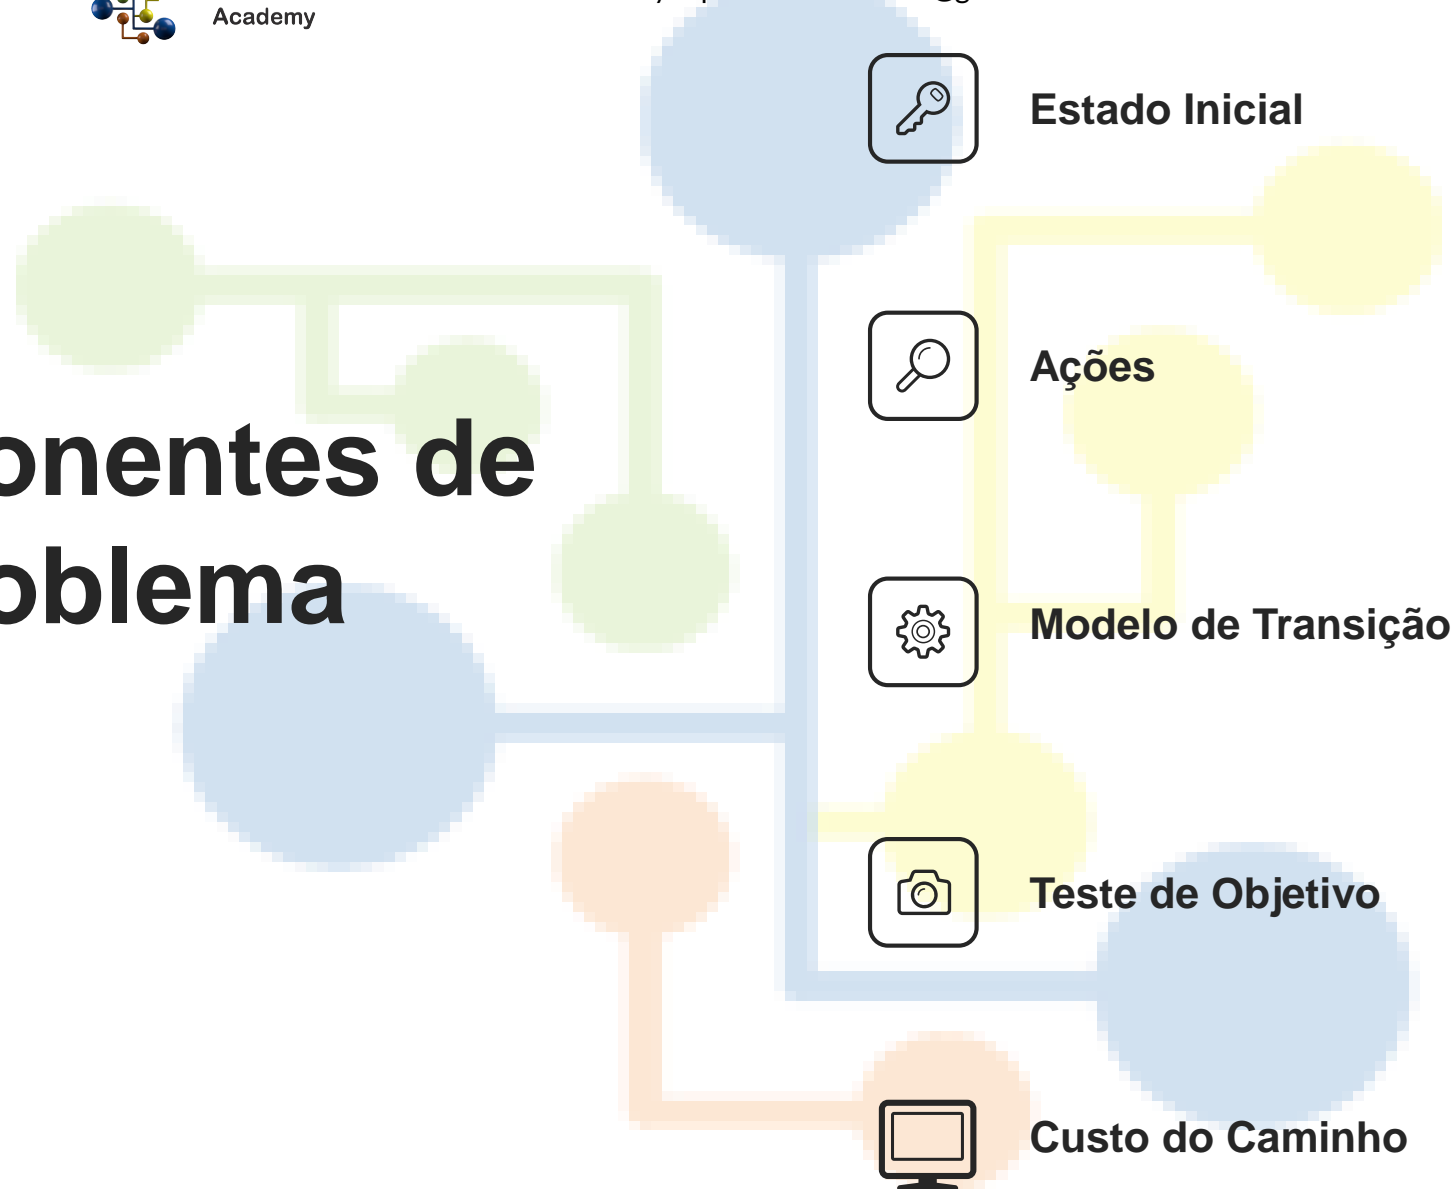 Academy
Estado Inicial
Ações
onentes de
oblema
Modelo de Transição
Teste de Objetivo
Custo do Caminho